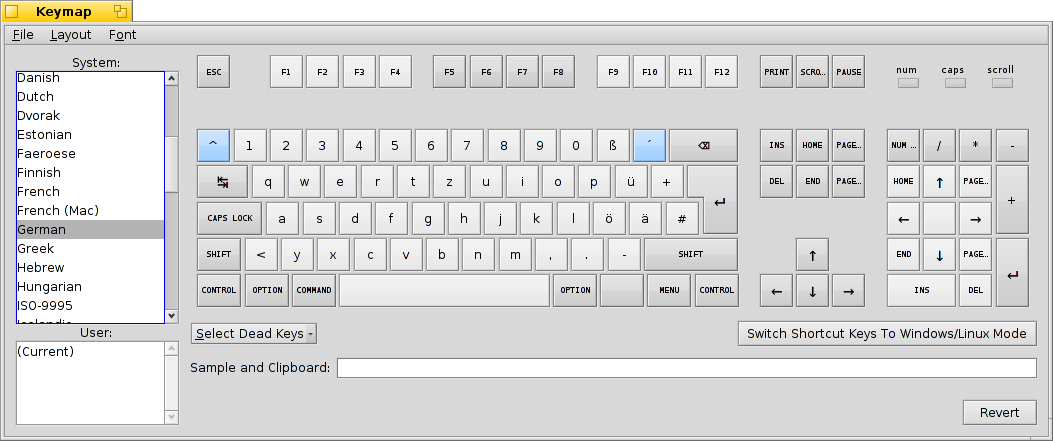 Keymap
File Layout Font
System:
Danish
Dutch
Dvorak
Estonian
Faeroese
Finnish
French
French (Mac)
German
Greek
Hebrew
Hungarian
ISO-9995
Icelandic
User:
(Current)
ESC F1 F2 F3 F4 F5 F6 F7 F8 F9 F10 F11 F12 PRINT SCRO... PAUSE num caps scroll
^ 1 2 3 4 5 6 7 8 9 0 ß ´ ⌫ INS HOME PAGE... NUM ... / * -
↹ q w e r t z u i o p ü + ↵ DEL END PAGE... HOME ↑ PAGE... +
CAPS LOCK a s d f g h j k l ö ä # ← →
SHIFT < y x c v b n m , . - SHIFT ↑ END ↓ PAGE... ↵
CONTROL OPTION COMMAND OPTION MENU CONTROL ← ↓ → INS DEL
Select Dead Keys
Switch Shortcut Keys To Windows/Linux Mode
Sample and Clipboard:
Revert